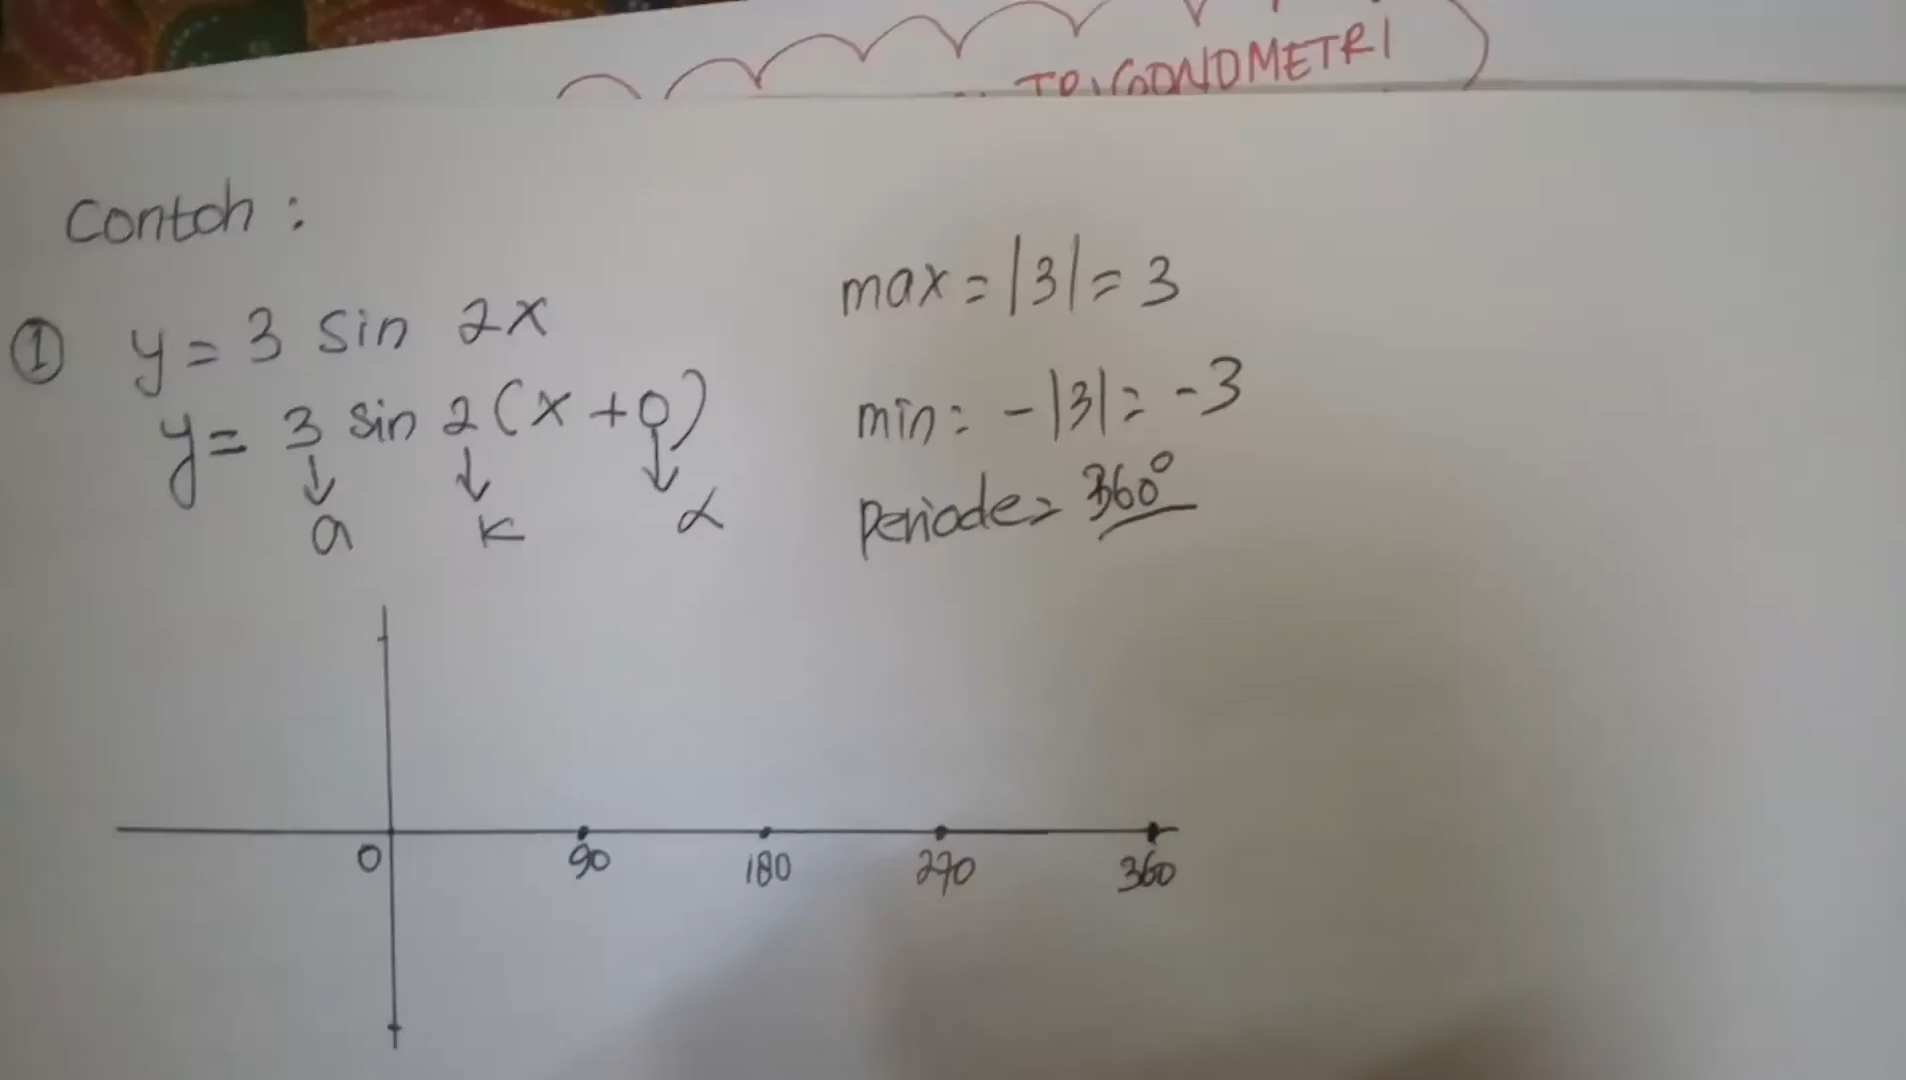 TRIGONOMETRI
Contoh :
① y = 3 sin 2x
y = 3 sin 2 (x + 0)
↓ ↓ ↓
a k α
max = |3| = 3
min = - |3| = -3
Periode = 360°
0 90 180 270 360